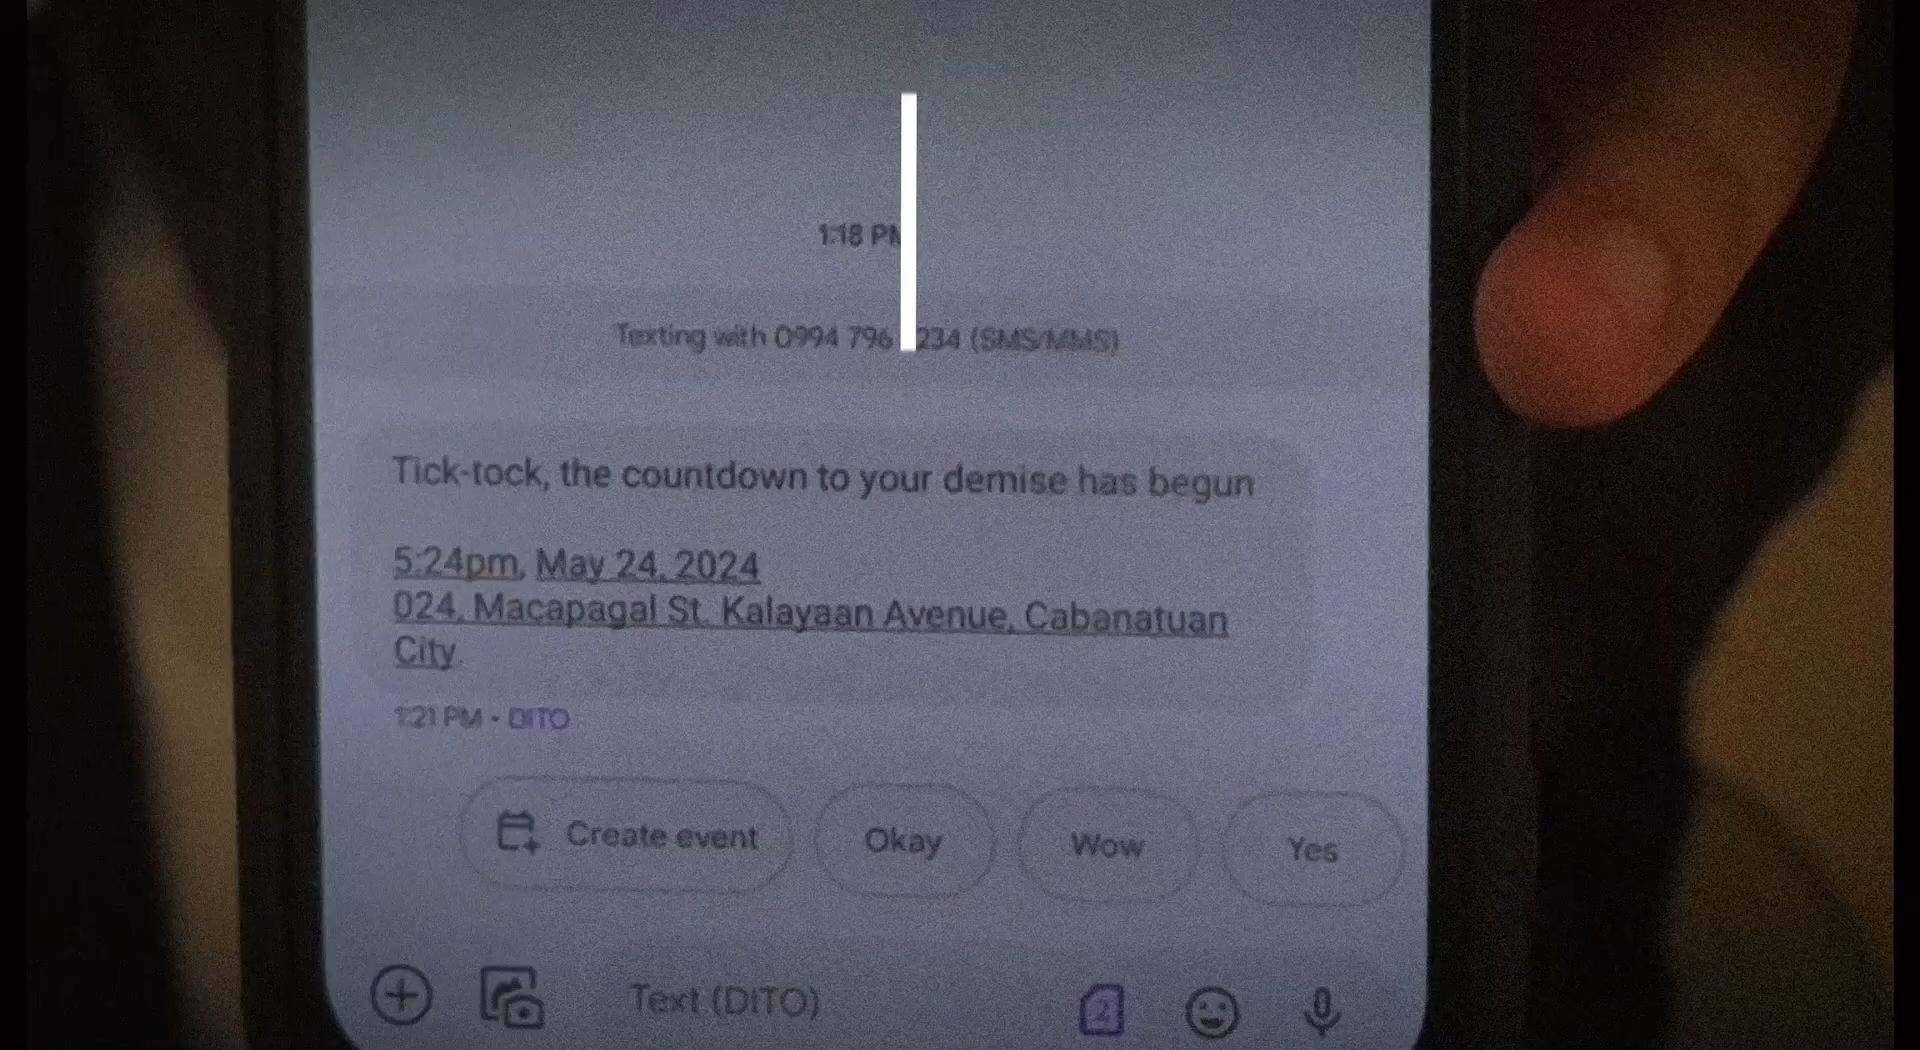 1:18 PM
Texting with 0994 796 234 (SMS/MMS)
Tick-tock, the countdown to your demise has begun
5:24pm, May 24, 2024
024, Macapagal St. Kalayaan Avenue, Cabanatuan
City.
1:21 PM • DITO
Create event
Okay
Wow
Yes
Text (DITO)
2